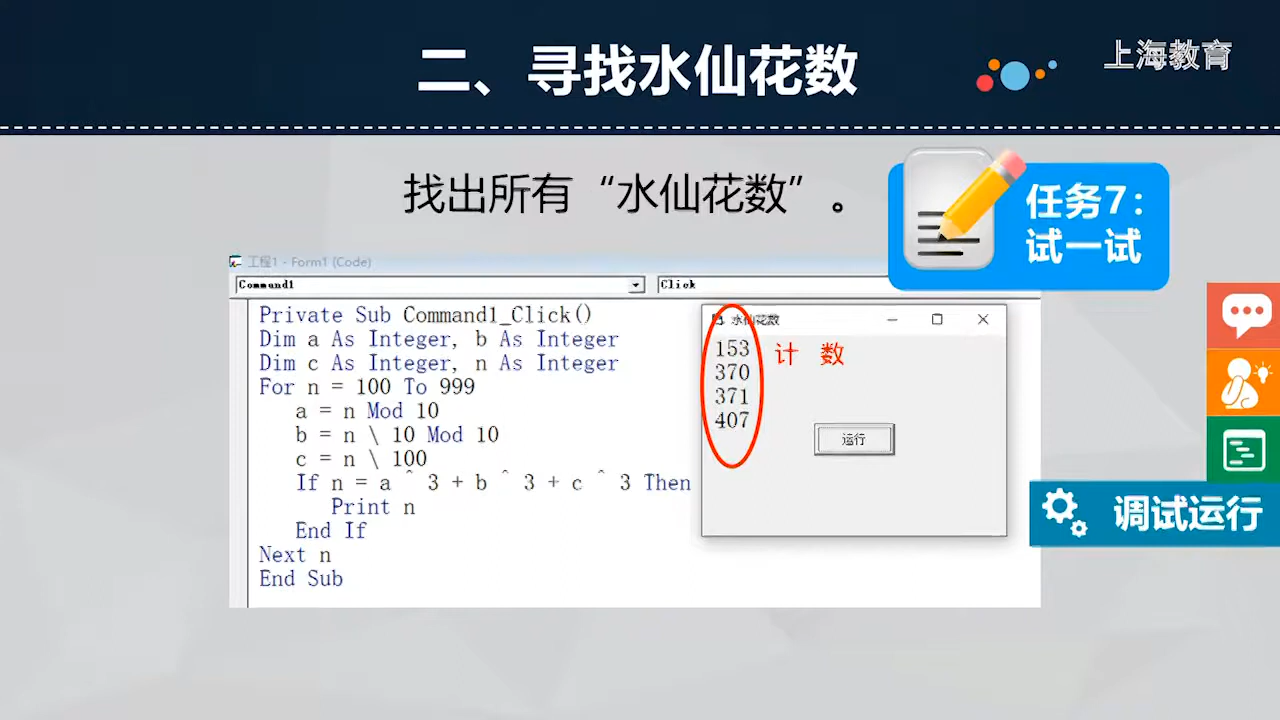 二、寻找水仙花数
上海教育
找出所有“水仙花数”。
任务7：
试一试
工程1 - Form1 (Code)
Command1
Click
Private Sub Command1_Click()
Dim a As Integer, b As Integer
Dim c As Integer, n As Integer
For n = 100 To 999
a = n Mod 10
b = n \ 10 Mod 10
c = n \ 100
If n = a ^ 3 + b ^ 3 + c ^ 3 Then
Print n
End If
Next n
End Sub
水仙花数
153
370
371
407
计 数
运行
调试运行